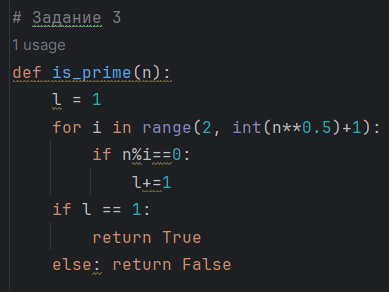 # Задание 3
1 usage
def is_prime(n):
    l = 1
    for i in range(2, int(n**0.5)+1):
        if n%i==0:
            l+=1
    if l == 1:
        return True
    else: return False